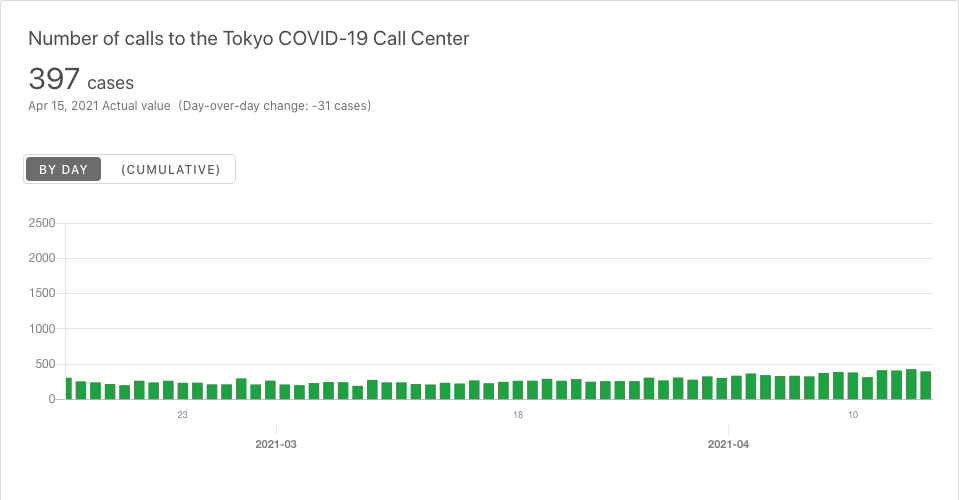 Number of calls to the Tokyo COVID-19 Call Center
397 cases
Apr 15, 2021 Actual value (Day-over-day change: -31 cases)
BY DAY (CUMULATIVE)
2500
2000
1500
1000
500
0
23 18 10
2021-03 2021-04